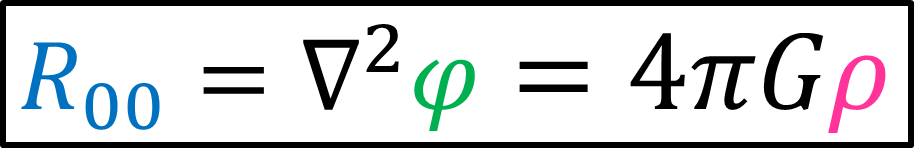 R₀₀ = ∇²φ = 4πGρ